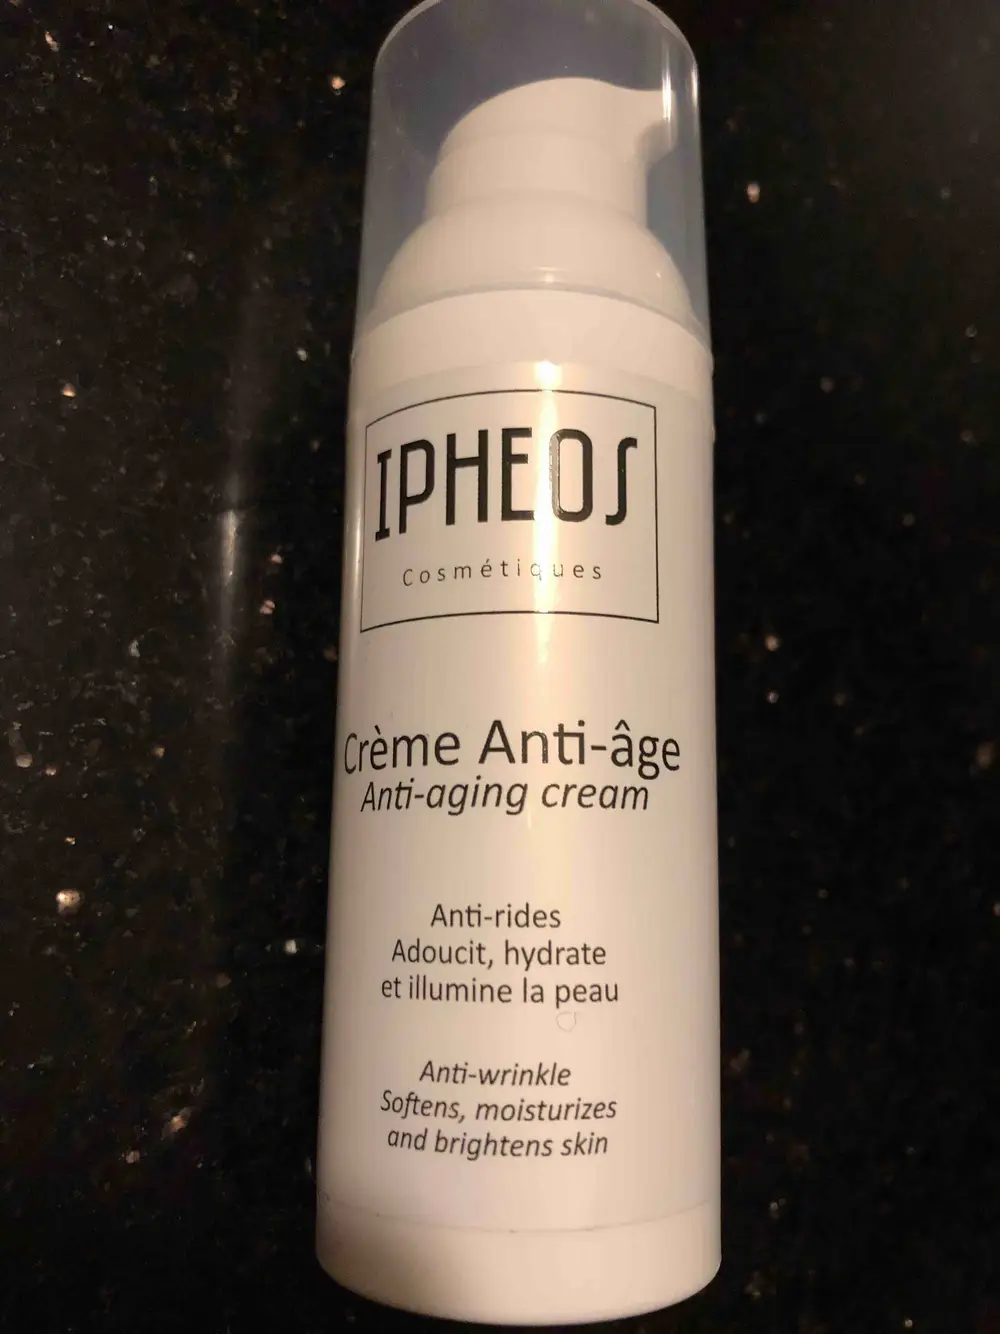 IPHEOS
Cosmétiques
Crème Anti-âge
Anti-aging cream
Anti-rides
Adoucit, hydrate
et illumine la peau
Anti-wrinkle
Softens, moisturizes
and brightens skin